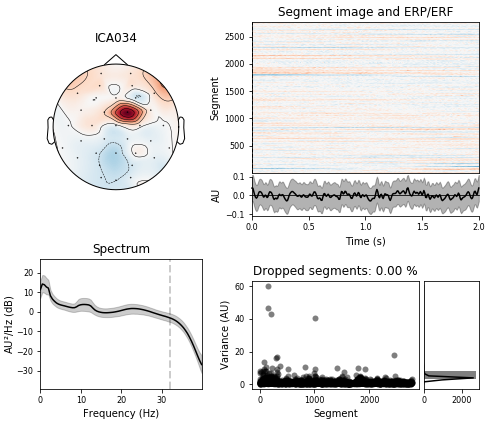 ICA034
Segment image and ERP/ERF
Segment
2500
2000
1500
1000
500
AU
0.1
0.0
−0.1
0.0
0.5
1.0
1.5
2.0
Time (s)
Spectrum
AU²/Hz (dB)
20
10
0
−10
−20
−30
0
10
20
30
Frequency (Hz)
Dropped segments: 0.00 %
Variance (AU)
60
40
20
0
0
1000
2000
Segment
0
2000